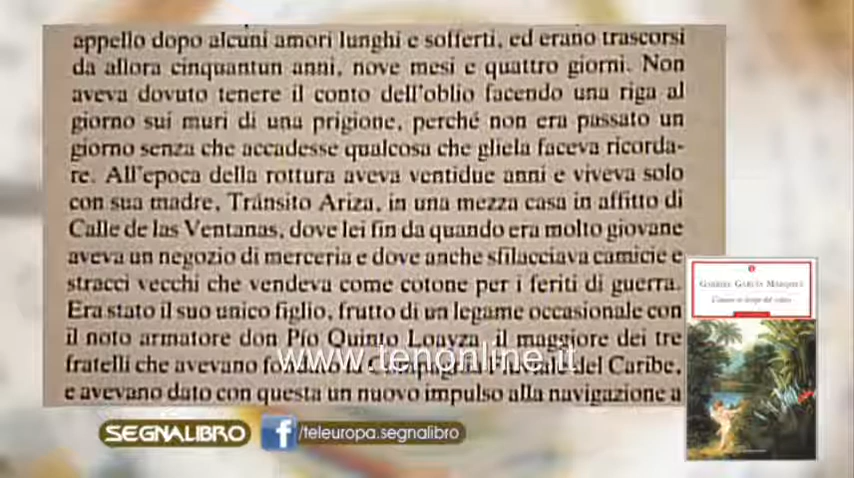 appello dopo alcuni amori lunghi e sofferti, ed erano trascorsi
da allora cinquantun anni, nove mesi e quattro giorni. Non
aveva dovuto tenere il conto dell'oblio facendo una riga al
giorno sui muri di una prigione, perché non era passato un
giorno senza che accadesse qualcosa che gliela faceva ricorda-
re. All'epoca della rottura aveva ventidue anni e viveva solo
con sua madre, Tránsito Ariza, in una mezza casa in affitto di
Calle de las Ventanas, dove lei fin da quando era molto giovane
aveva un negozio di merceria e dove anche sfilacciava camicie e
stracci vecchi che vendeva come cotone per i feriti di guerra.
Era stato il suo unico figlio, frutto di un legame occasionale con
il noto armatore don Pío Quinto Loayza, il maggiore dei tre
fratelli che avevano la del Caribe,
e avevano dato con questa un nuovo impulso alla navigazione a
www.tenonline.it
Gabriel García Márquez
L'amore ai tempi del colera
SEGNALIBRO
f /teleuropa.segnalibro